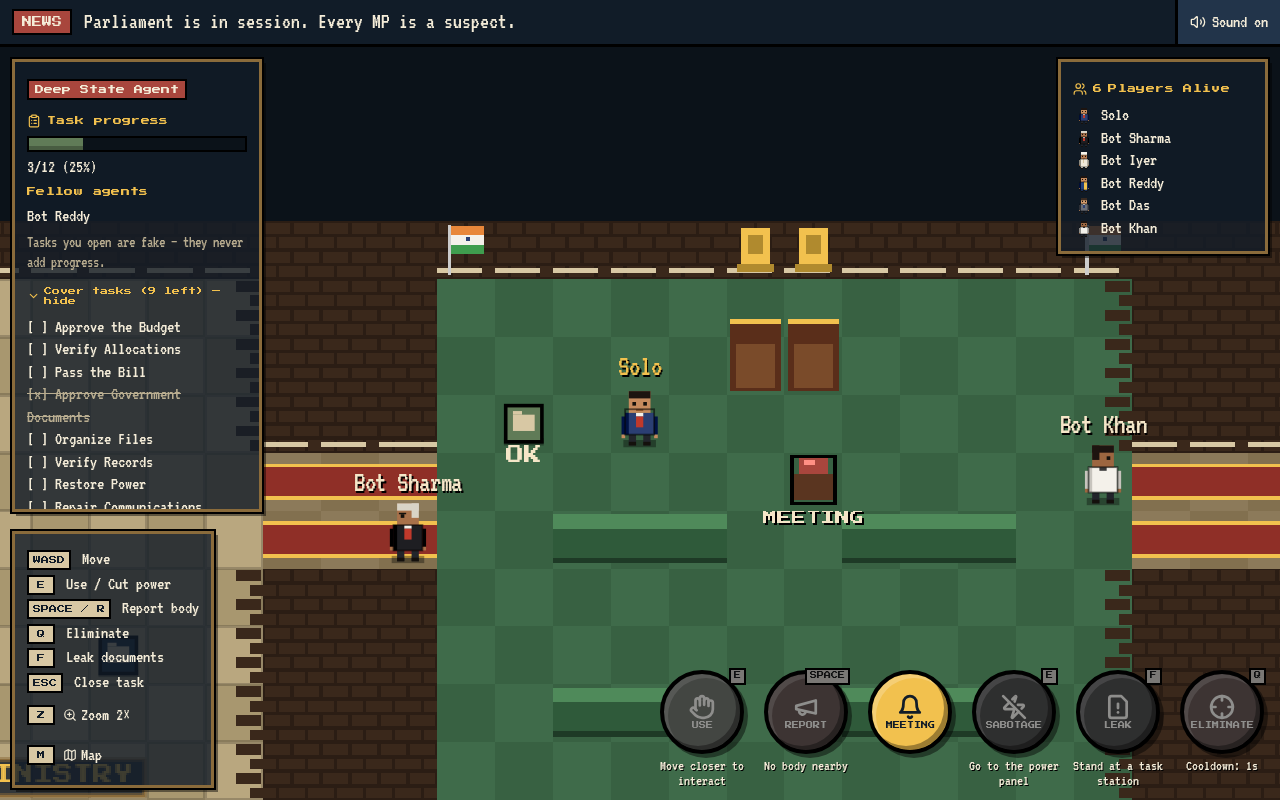 NEWS Parliament is in session. Every MP is a suspect.
Sound on
Deep State Agent
Task progress
3/12 (25%)
Fellow agents
Bot Reddy
Tasks you open are fake – they never
add progress.
Cover tasks (9 left) –
hide
[ ] Approve the Budget
[ ] Verify Allocations
[ ] Pass the Bill
[x] Approve Government
Documents
[ ] Organize Files
[ ] Verify Records
[ ] Restore Power
[ ] Repair Communications
WASD Move
E Use / Cut power
SPACE / R Report body
Q Eliminate
F Leak documents
ESC Close task
Z Zoom 2X
M Map
NISTRY
6 Players Alive
Solo
Bot Sharma
Bot Iyer
Bot Reddy
Bot Das
Bot Khan
Solo
OK
Bot Sharma
MEETING
Bot Khan
E
USE
Move closer to
interact
SPACE
REPORT
No body nearby
MEETING
E
SABOTAGE
Go to the power
panel
F
LEAK
Stand at a task
station
Q
ELIMINATE
Cooldown: 1s